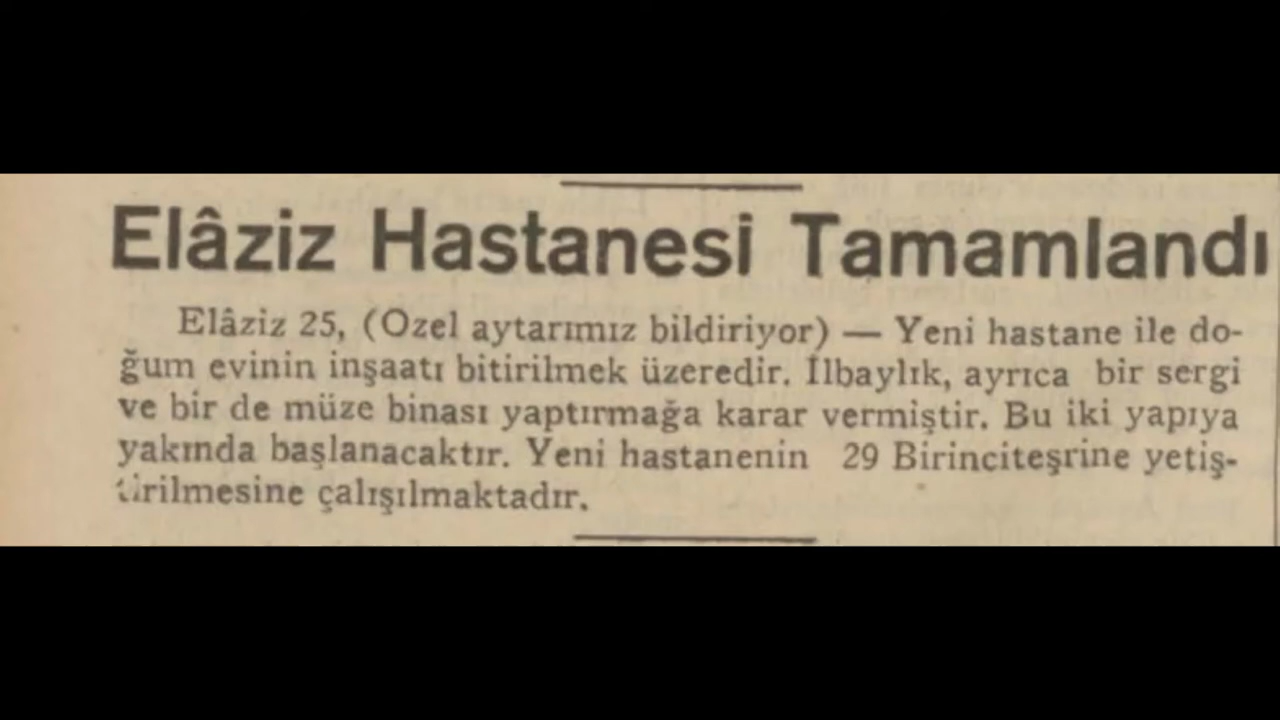 Elâziz Hastanesi Tamamlandı
Elâziz 25, (Ozel aytarımız bildiriyor) — Yeni hastane ile do-
ğum evinin inşaatı bitirilmek üzeredir. İlbaylık, ayrıca bir sergi
ve bir de müze binası yaptırmağa karar vermiştir. Bu iki yapıya
yakında başlanacaktır. Yeni hastanenin 29 Birinciteşrine yetiş-
tirilmesine çalışılmaktadır.